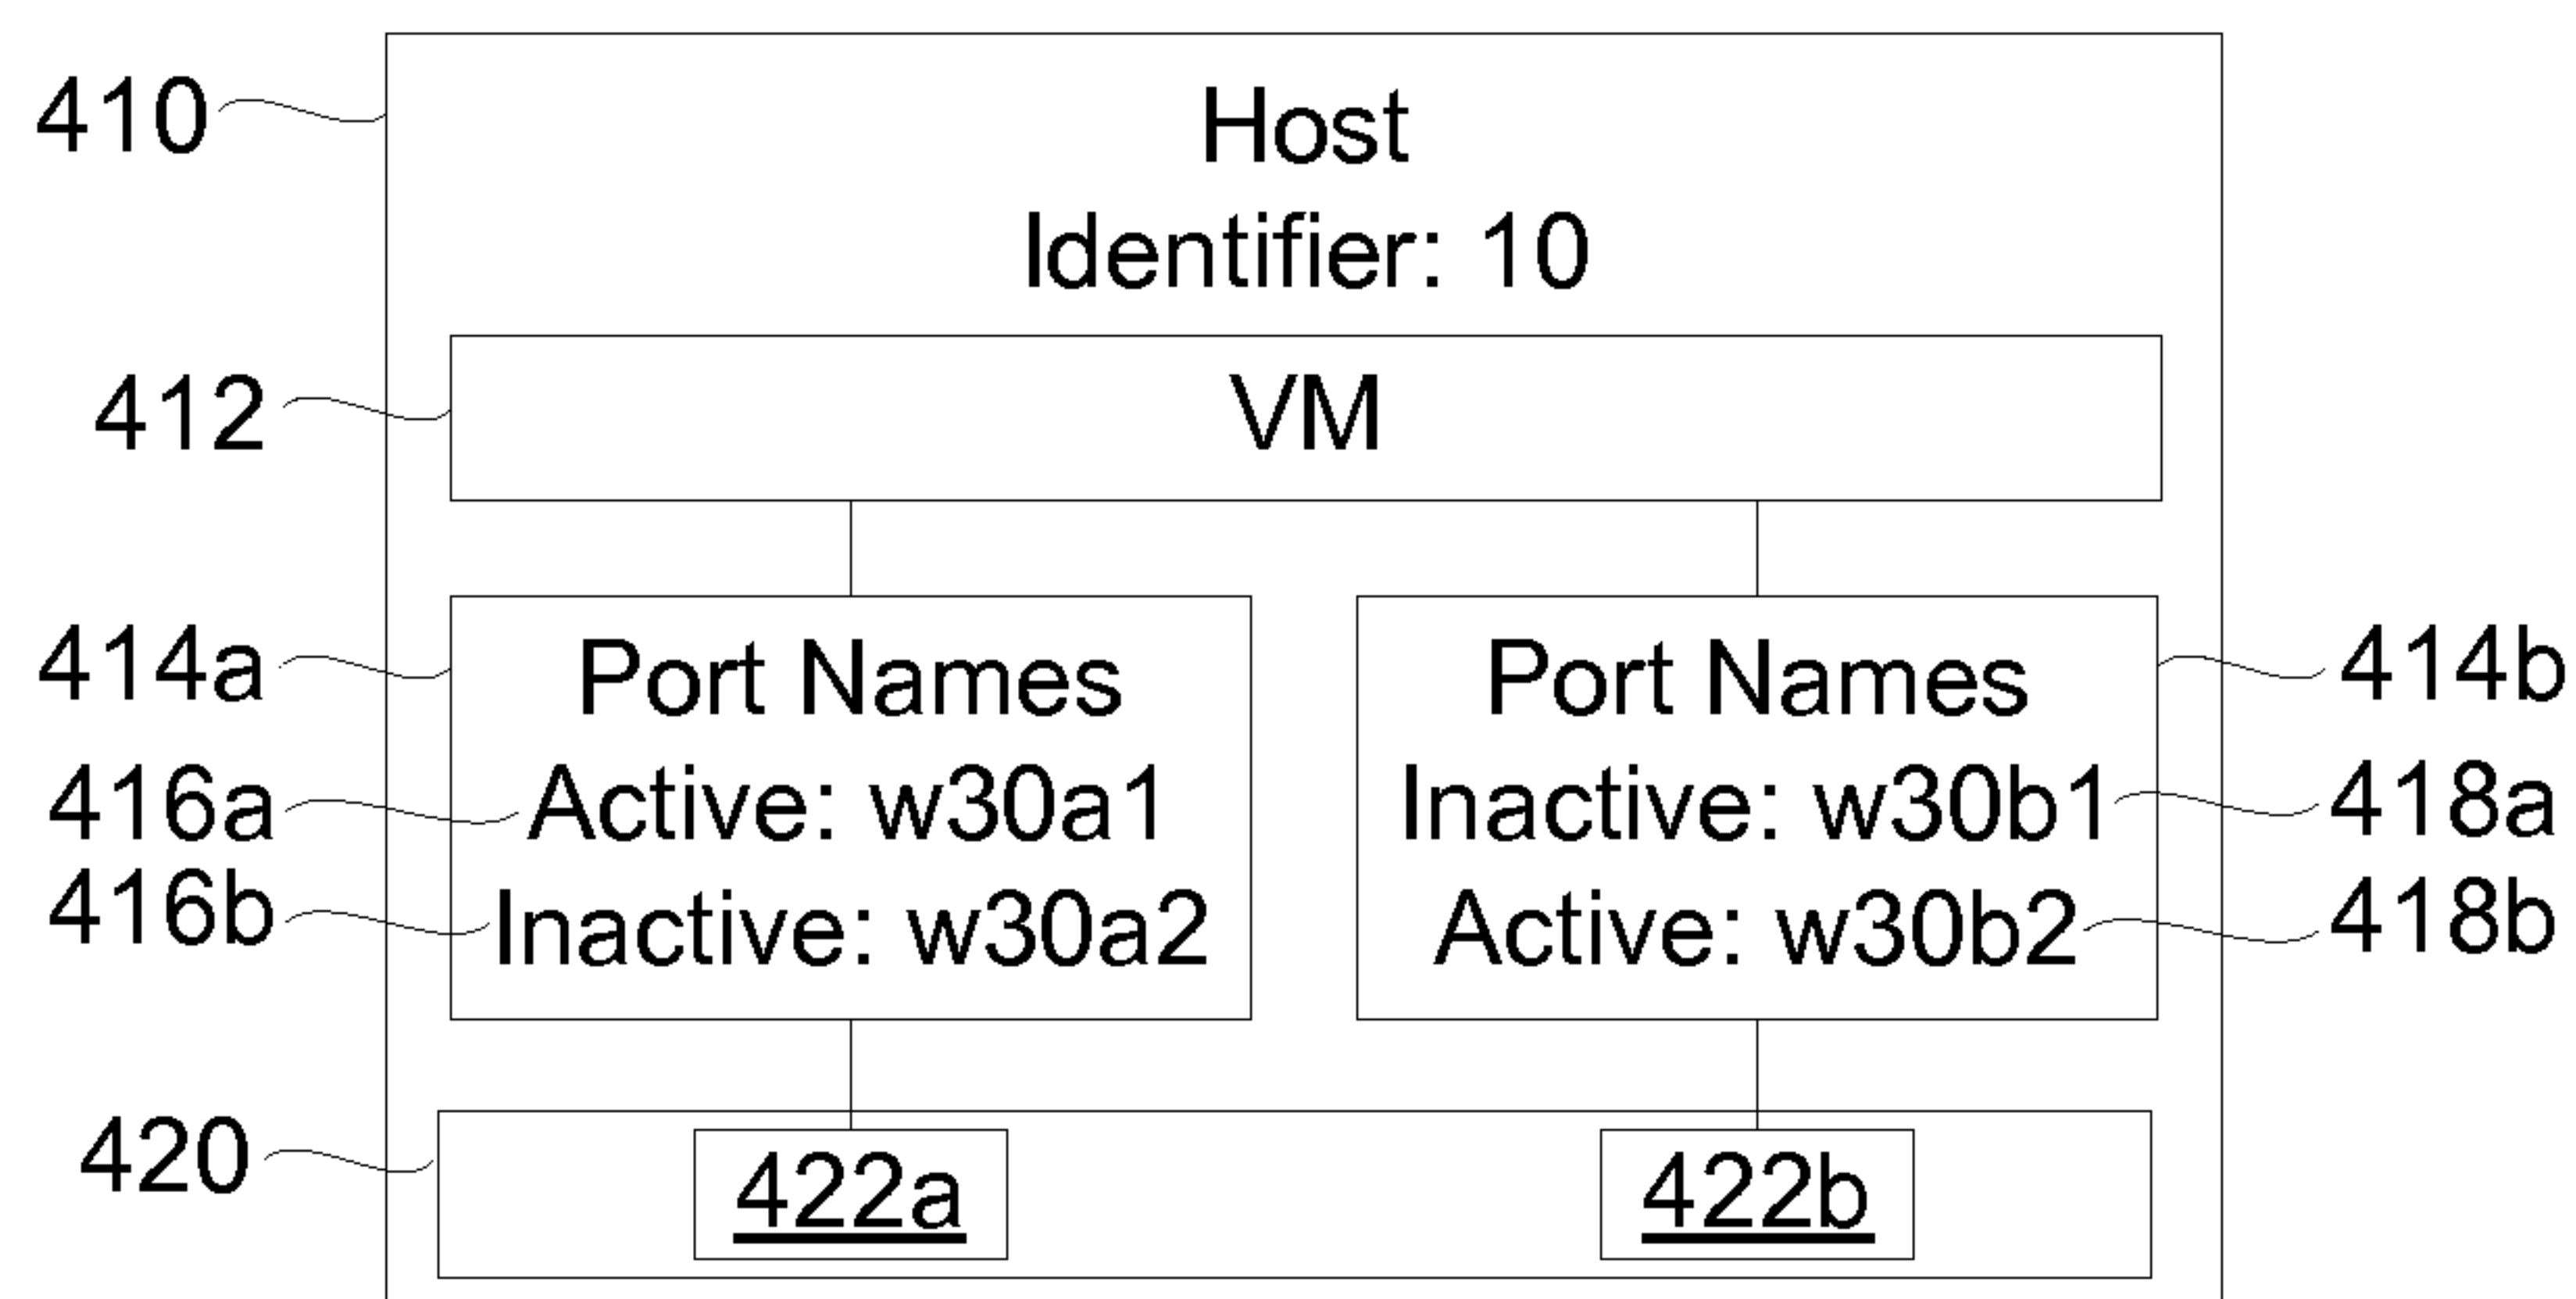 410
Host
Identifier: 10
412
VM
414a
Port Names
Port Names
414b
416a
Active: w30a1
Inactive: w30b1
418a
416b
Inactive: w30a2
Active: w30b2
418b
420
422a
422b